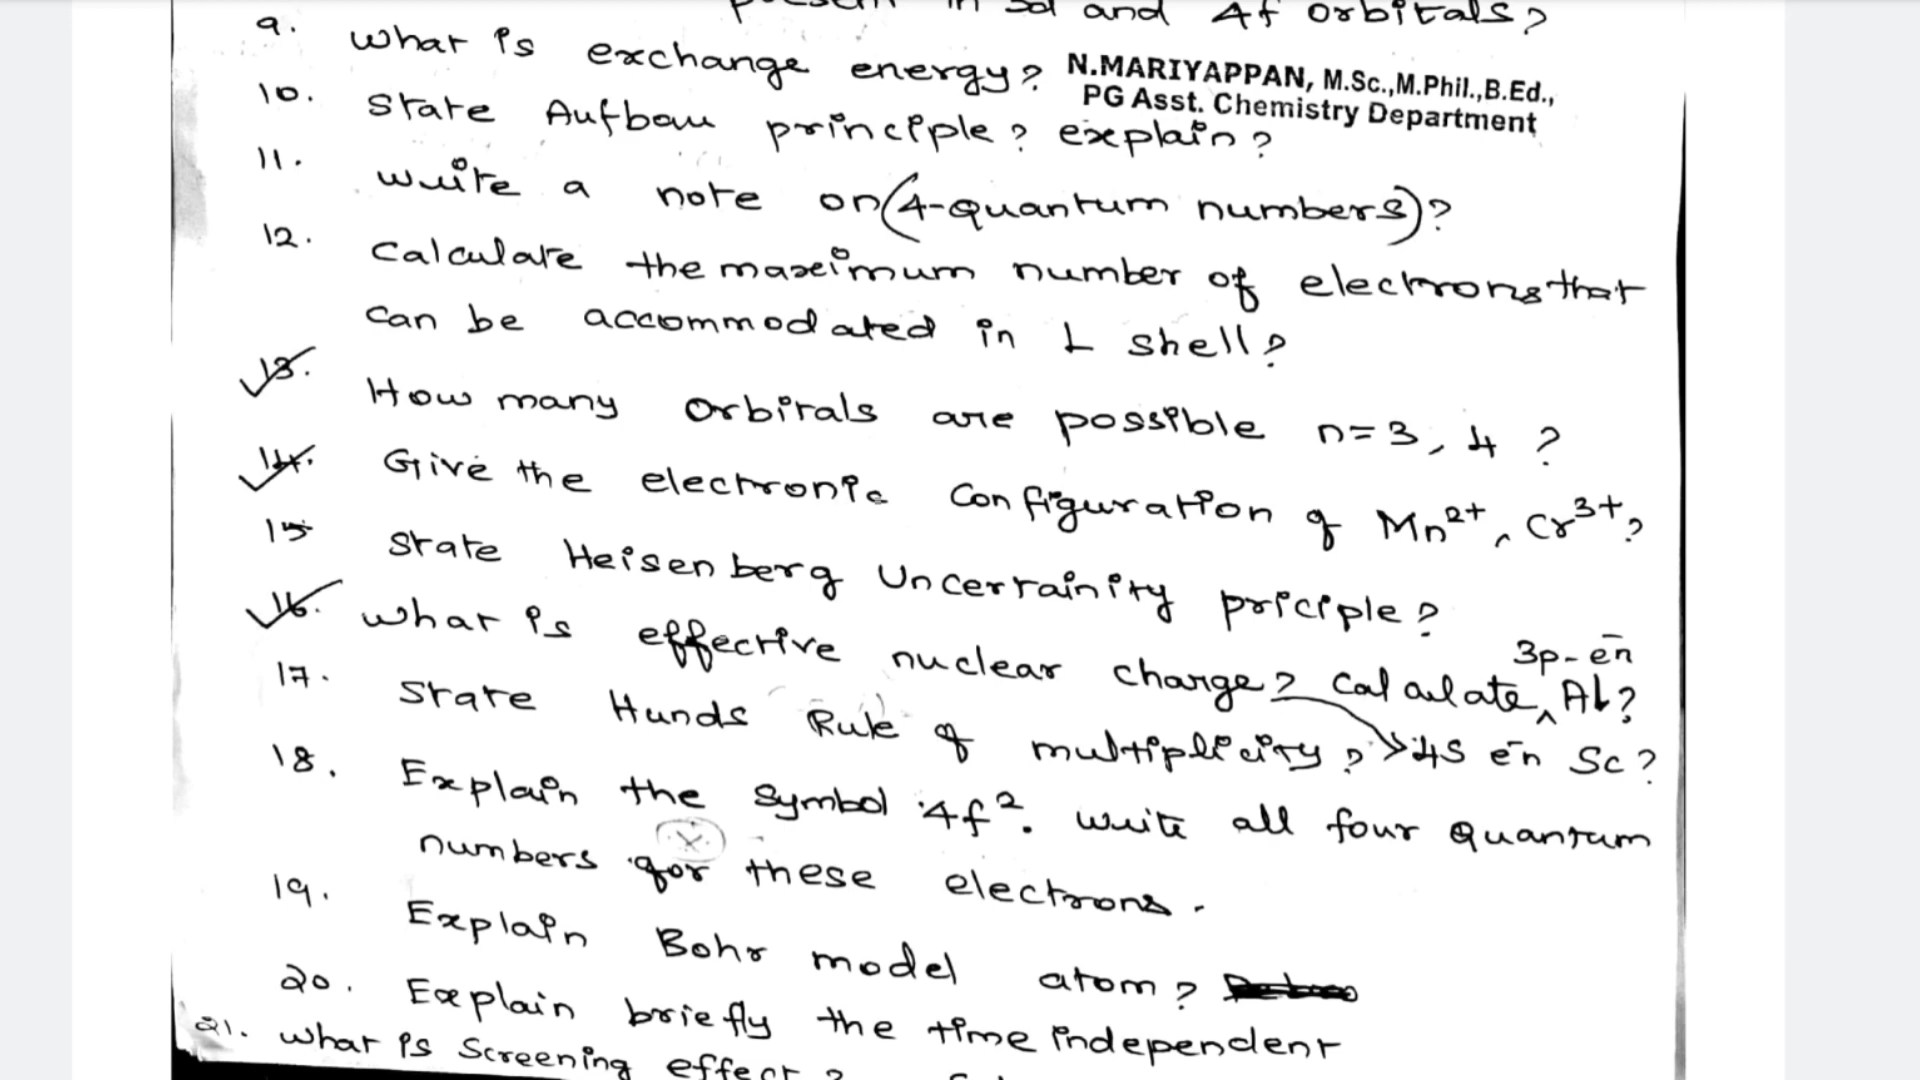 in 3d and 4f orbitals?
9. what is exchange energy?
N.MARIYAPPAN, M.Sc.,M.Phil.,B.Ed.,
PG Asst. Chemistry Department
10. State Aufbau principle? explain?
11. write a note on (4-quantum numbers)?
12. Calculate the maximum number of electrons that
can be accommodated in L shell?
13. How many orbitals are possible n=3, 4 ?
14. Give the electronic configuration of Mn²⁺, Cr³⁺?
15 State Heisenberg Uncertainity priciple?
16. what is effective nuclear charge? Calculate 3p-en Al?
→4S en Sc?
17. State Hunds Rule of multiplicity?
18. Explain the symbol 4f². write all four quantum
numbers for these electrons.
19. Explain Bohr model atom?
20. Explain briefly the time independent
21. what is screening effect?